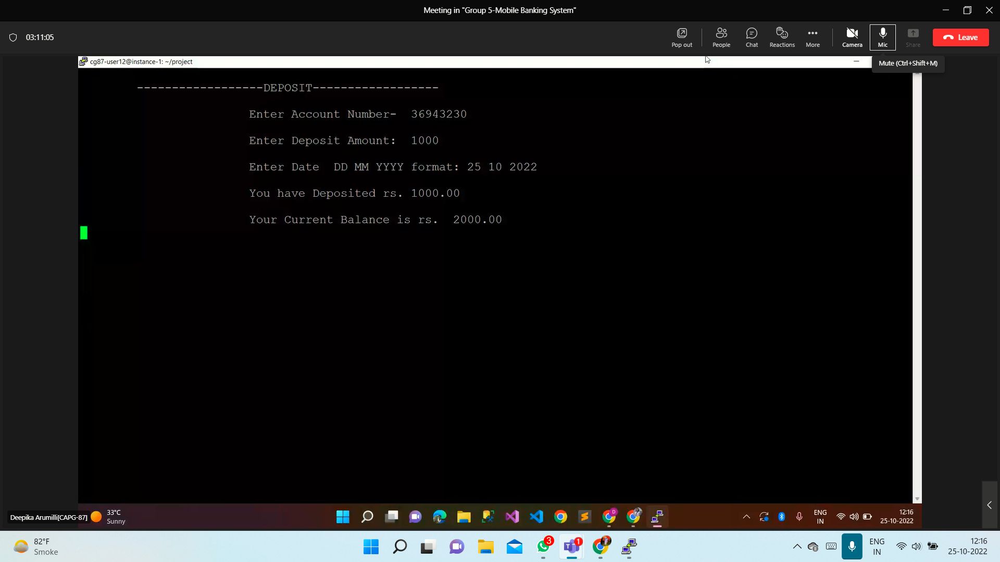 Meeting in "Group 5-Mobile Banking System"
03:11:05
Pop out
People
Chat
Reactions
More
Camera
Mic
Share
Leave
cg87-user12@instance-1: ~/project
Mute (Ctrl+Shift+M)
------------------DEPOSIT------------------
Enter Account Number-  36943230
Enter Deposit Amount:  1000
Enter Date  DD MM YYYY format: 25 10 2022
You have Deposited rs. 1000.00
Your Current Balance is rs.  2000.00
Deepika Arumilli[CAPG-87]
33°C
Sunny
D
ENG
IN
12:16
25-10-2022
82°F
Smoke
3
1
ENG
IN
12:16
25-10-2022